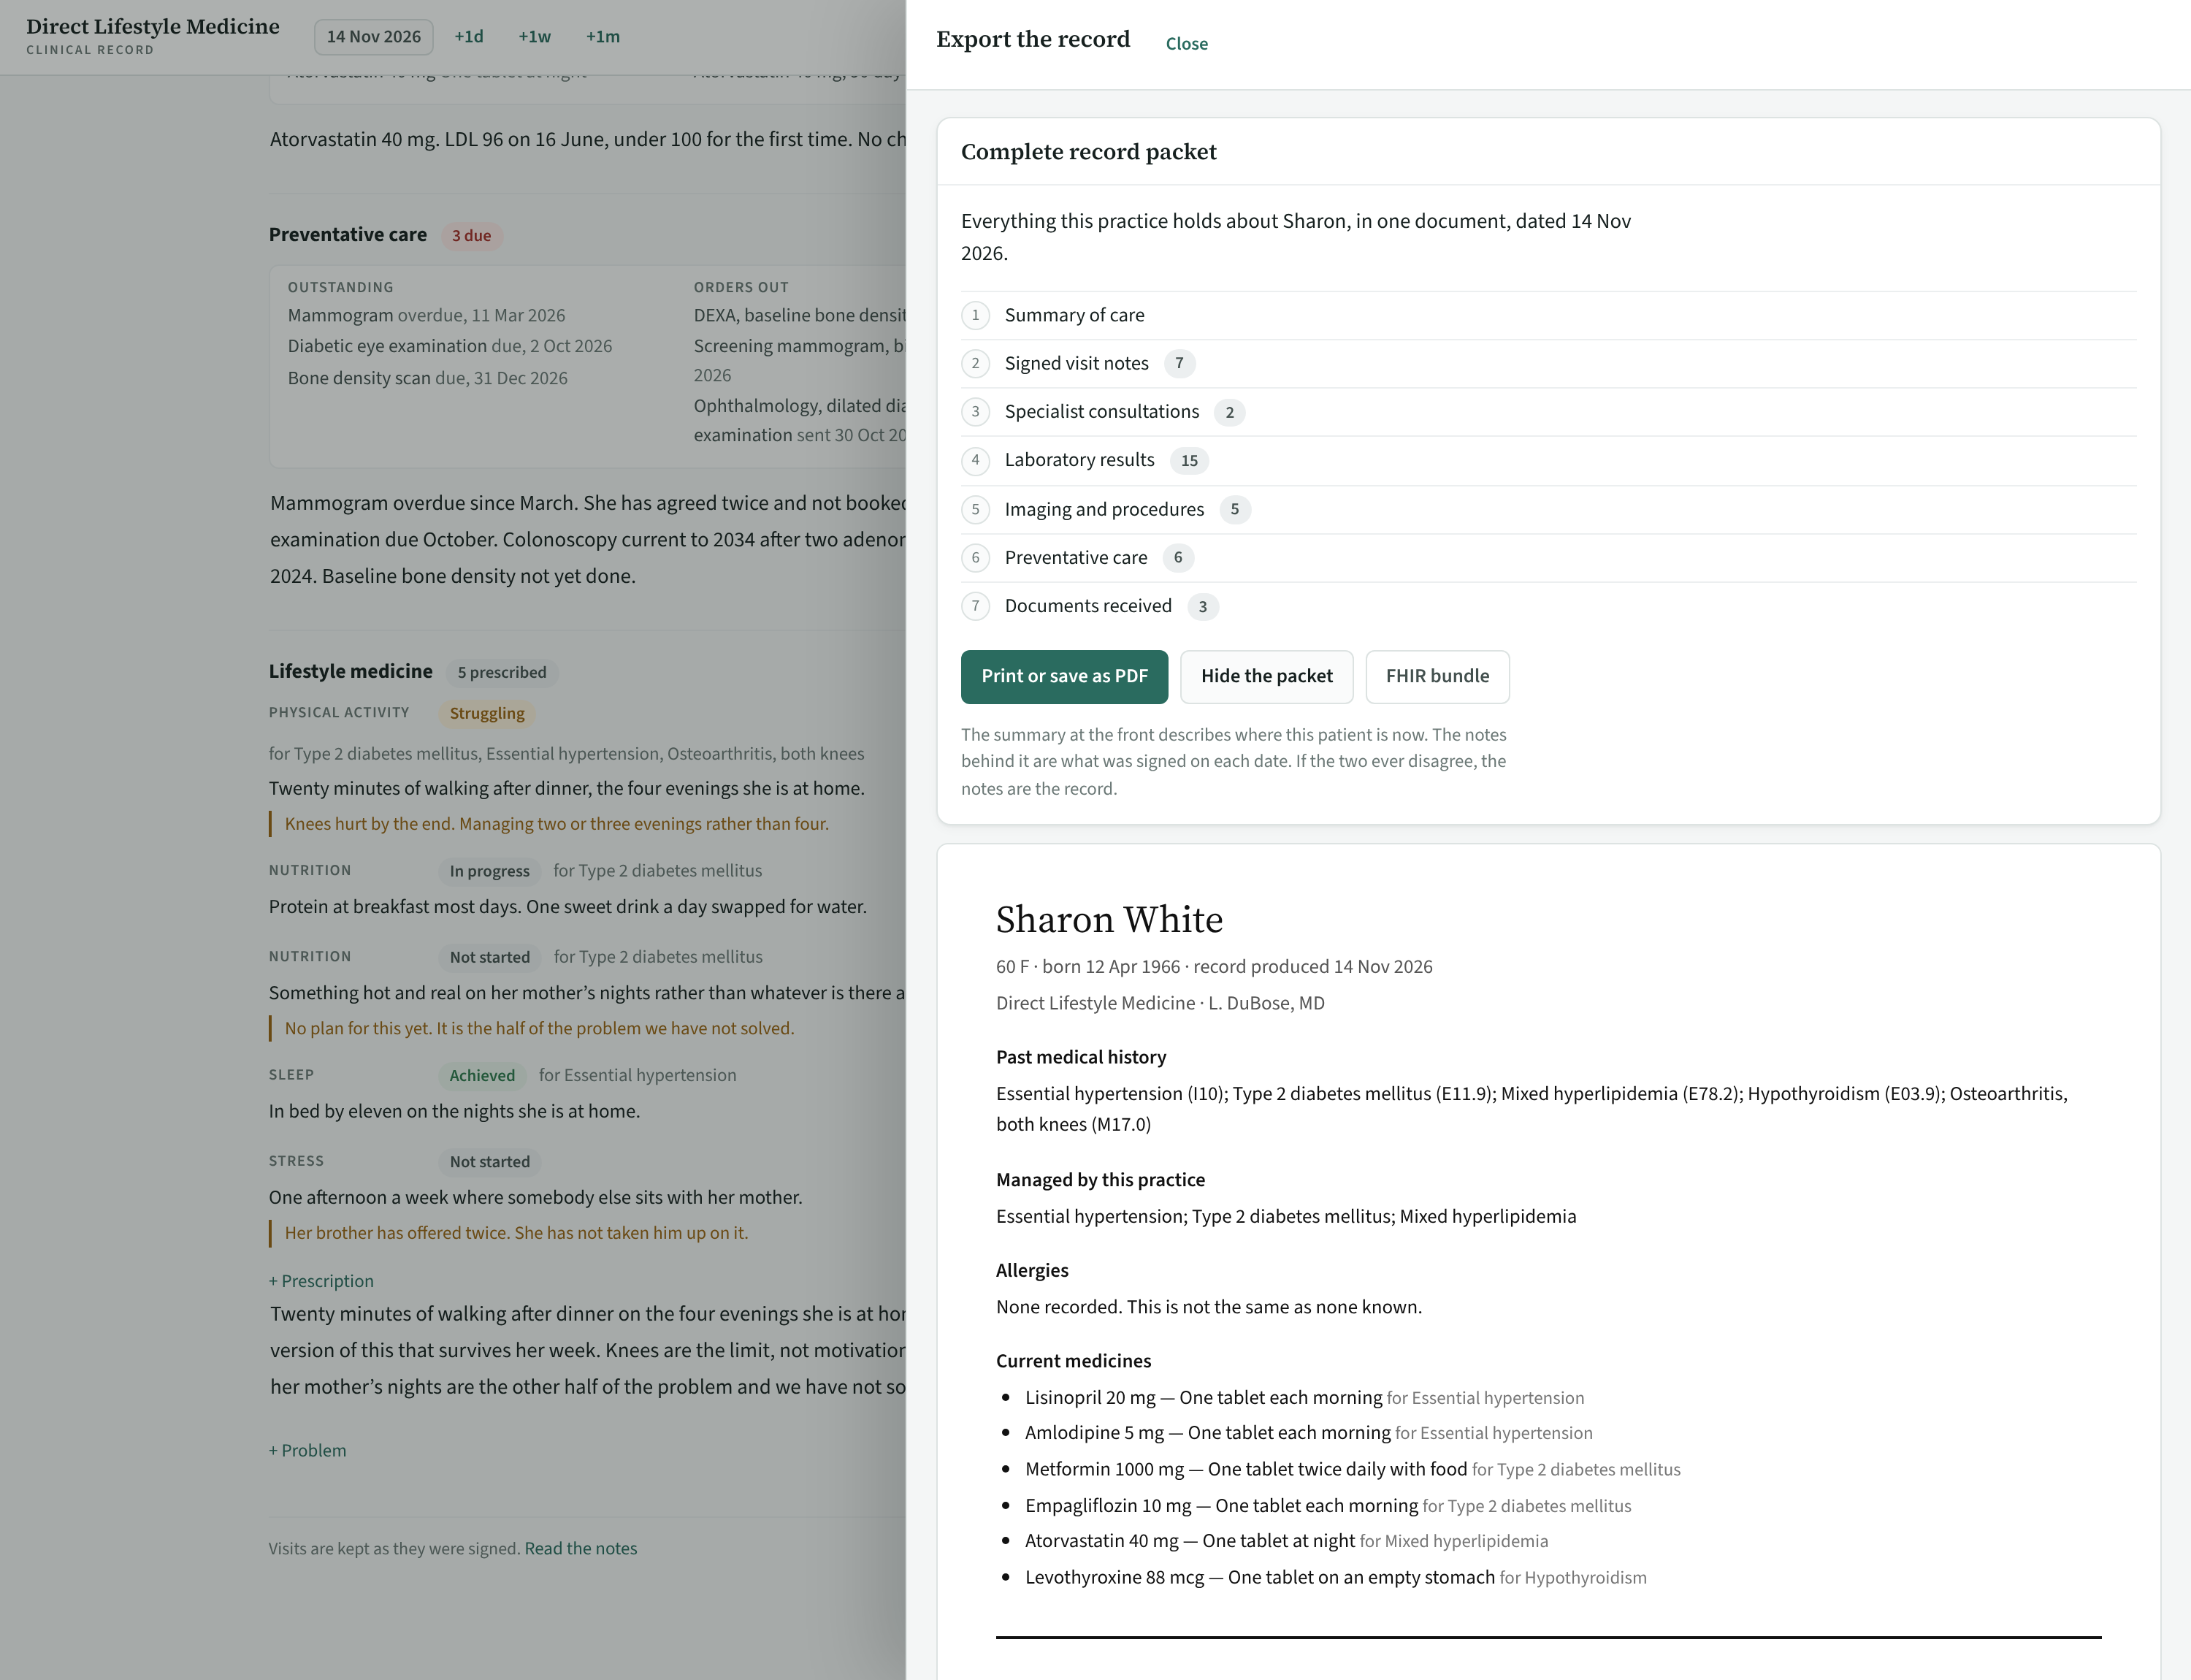 Direct Lifestyle Medicine
CLINICAL RECORD
14 Nov 2026
+1d
+1w
+1m
Atorvastatin 40 mg. LDL 96 on 16 June, under 100 for the first time. No ch
Preventative care
3 due
OUTSTANDING
Mammogram overdue, 11 Mar 2026
Diabetic eye examination due, 2 Oct 2026
Bone density scan due, 31 Dec 2026
ORDERS OUT
DEXA, baseline bone densit
Screening mammogram, b
2026
Ophthalmology, dilated dia
examination sent 30 Oct 20
Mammogram overdue since March. She has agreed twice and not booked
examination due October. Colonoscopy current to 2034 after two adenor
2024. Baseline bone density not yet done.
Lifestyle medicine
5 prescribed
PHYSICAL ACTIVITY
Struggling
for Type 2 diabetes mellitus, Essential hypertension, Osteoarthritis, both knees
Twenty minutes of walking after dinner, the four evenings she is at home.
Knees hurt by the end. Managing two or three evenings rather than four.
NUTRITION
In progress
for Type 2 diabetes mellitus
Protein at breakfast most days. One sweet drink a day swapped for water.
NUTRITION
Not started
for Type 2 diabetes mellitus
Something hot and real on her mother’s nights rather than whatever is there a
No plan for this yet. It is the half of the problem we have not solved.
SLEEP
Achieved
for Essential hypertension
In bed by eleven on the nights she is at home.
STRESS
Not started
One afternoon a week where somebody else sits with her mother.
Her brother has offered twice. She has not taken him up on it.
+ Prescription
Twenty minutes of walking after dinner on the four evenings she is at hor
version of this that survives her week. Knees are the limit, not motivation
her mother’s nights are the other half of the problem and we have not so
+ Problem
Visits are kept as they were signed. Read the notes
Export the record
Close
Complete record packet
Everything this practice holds about Sharon, in one document, dated 14 Nov
2026.
1 Summary of care
2 Signed visit notes 7
3 Specialist consultations 2
4 Laboratory results 15
5 Imaging and procedures 5
6 Preventative care 6
7 Documents received 3
Print or save as PDF
Hide the packet
FHIR bundle
The summary at the front describes where this patient is now. The notes
behind it are what was signed on each date. If the two ever disagree, the
notes are the record.
Sharon White
60 F · born 12 Apr 1966 · record produced 14 Nov 2026
Direct Lifestyle Medicine · L. DuBose, MD
Past medical history
Essential hypertension (I10); Type 2 diabetes mellitus (E11.9); Mixed hyperlipidemia (E78.2); Hypothyroidism (E03.9); Osteoarthritis,
both knees (M17.0)
Managed by this practice
Essential hypertension; Type 2 diabetes mellitus; Mixed hyperlipidemia
Allergies
None recorded. This is not the same as none known.
Current medicines
• Lisinopril 20 mg — One tablet each morning for Essential hypertension
• Amlodipine 5 mg — One tablet each morning for Essential hypertension
• Metformin 1000 mg — One tablet twice daily with food for Type 2 diabetes mellitus
• Empagliflozin 10 mg — One tablet each morning for Type 2 diabetes mellitus
• Atorvastatin 40 mg — One tablet at night for Mixed hyperlipidemia
• Levothyroxine 88 mcg — One tablet on an empty stomach for Hypothyroidism